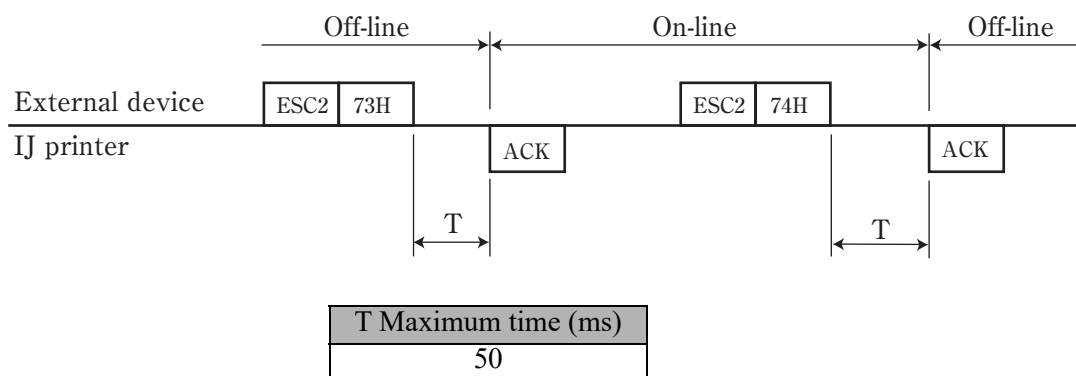 Off-line On-line Off-line
External device ESC2 73H ESC2 74H
IJ printer ACK ACK
T T
T Maximum time (ms)
50